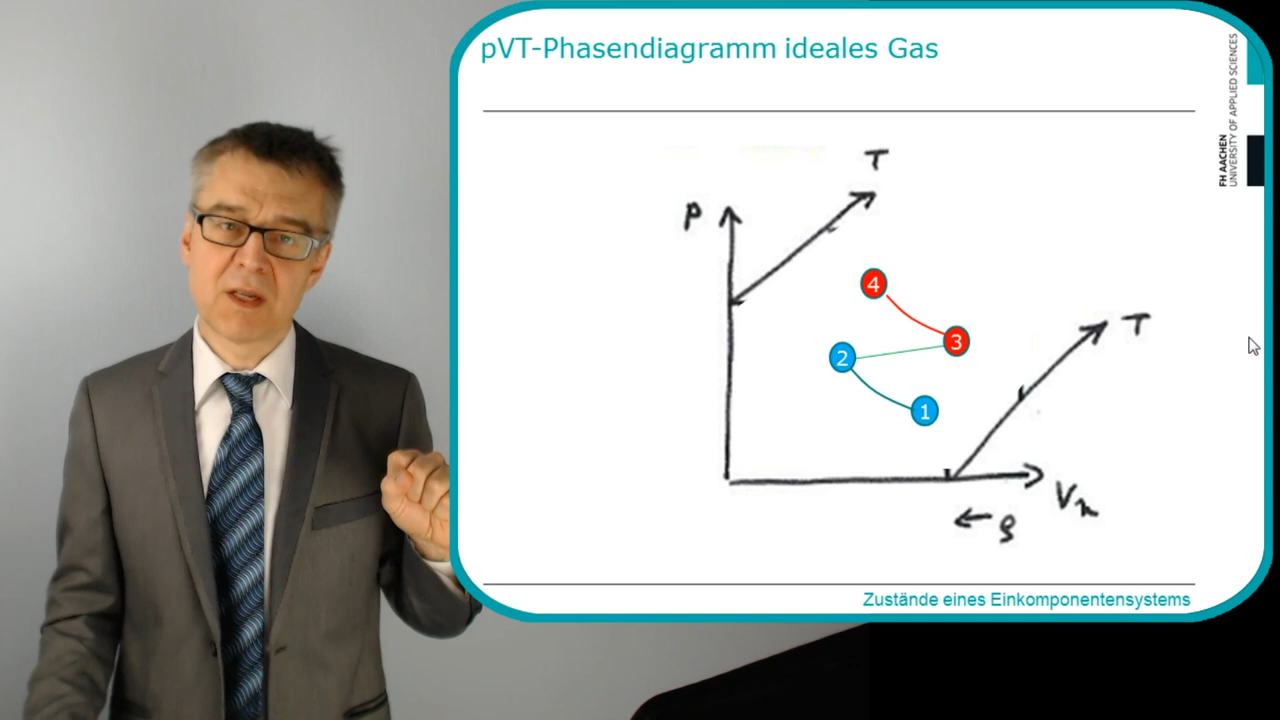 pVT-Phasendiagramm ideales Gas
FH AACHEN
UNIVERSITY OF APPLIED SCIENCES
T
p
4
3
2
1
T
Vn
← ϱ
Zustände eines Einkomponentensystems